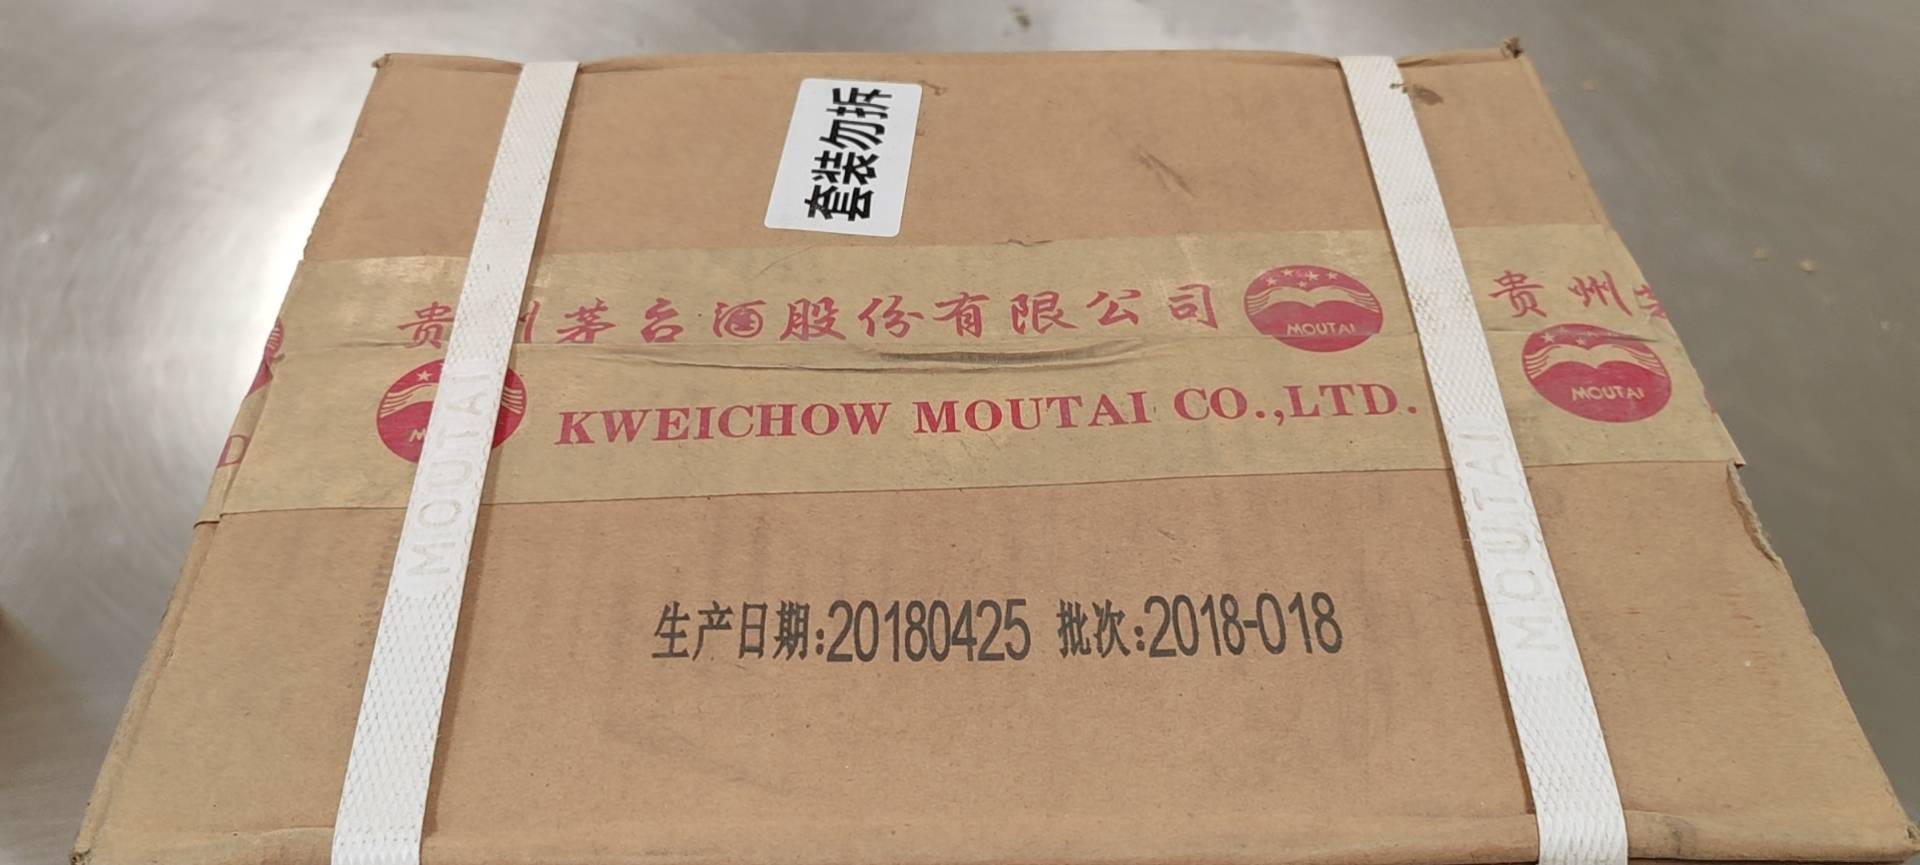 套装勿拆
贵州茅台酒股份有限公司 MOUTAI 贵州茅
MOUTAI KWEICHOW MOUTAI CO.,LTD. MOUTAI
D
生产日期:20180425 批次:2018-018
MOUTAI
MOUTAI